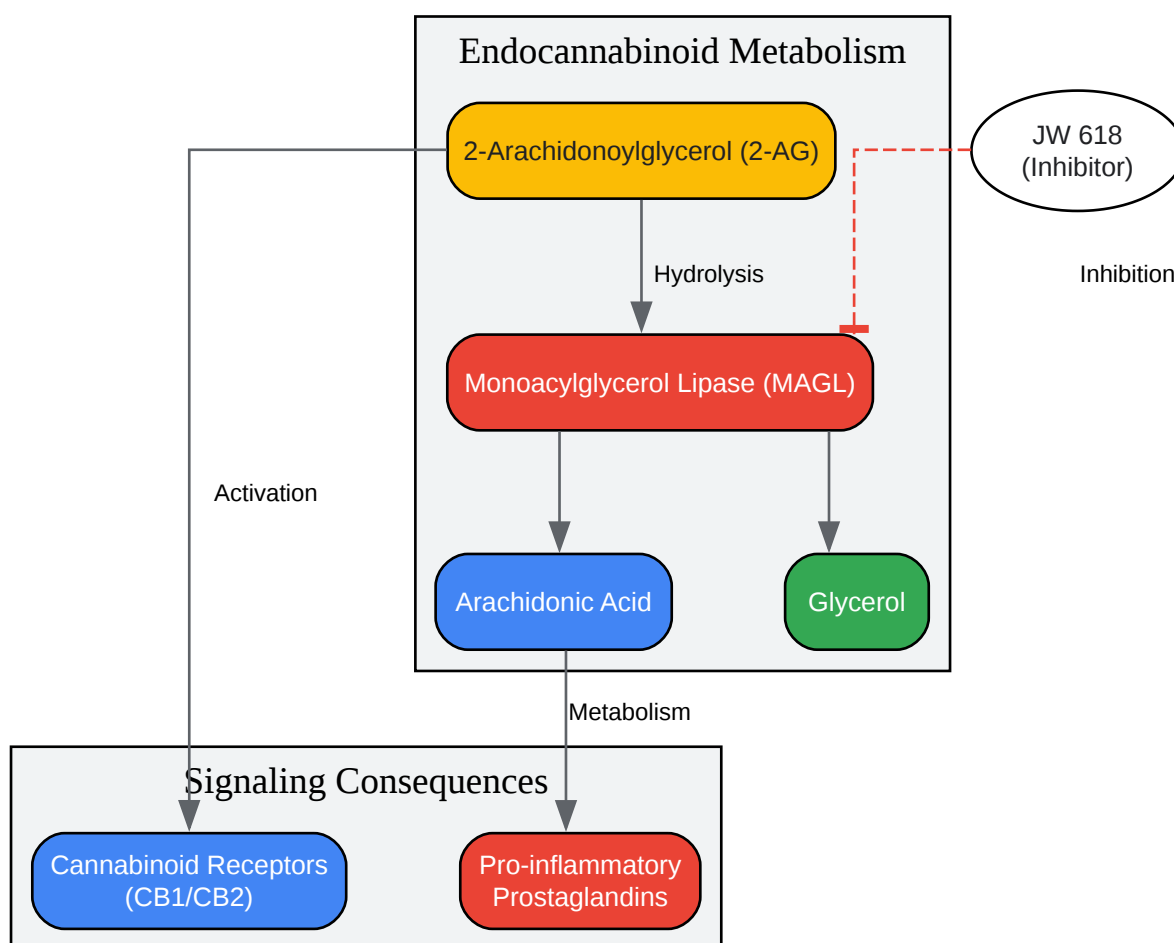 Endocannabinoid Metabolism
2-Arachidonoylglycerol (2-AG)
JW 618
(Inhibitor)
Hydrolysis
Inhibition
Monoacylglycerol Lipase (MAGL)
Activation
Arachidonic Acid
Glycerol
Metabolism
Signaling Consequences
Cannabinoid Receptors
(CB1/CB2)
Pro-inflammatory
Prostaglandins